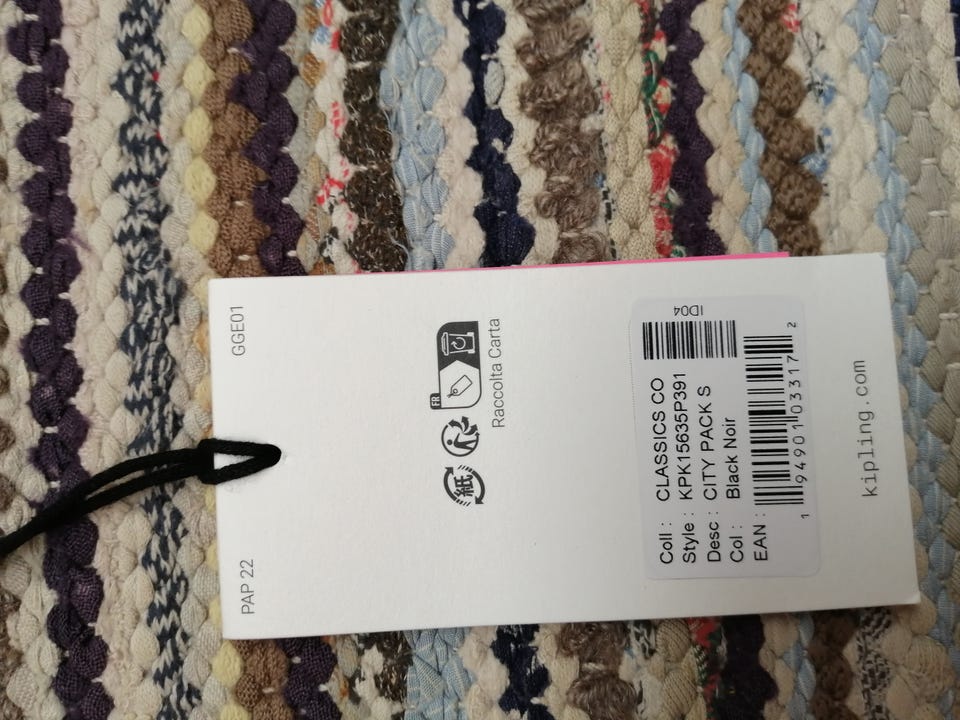 GGE01
PAP 22
FR
紙
Raccolta Carta
ID04
Coll : CLASSICS CO
Style : KPK15635P391
Desc : CITY PACK S
Col : Black Noir
EAN :
1 94901 03317 2
kipling.com